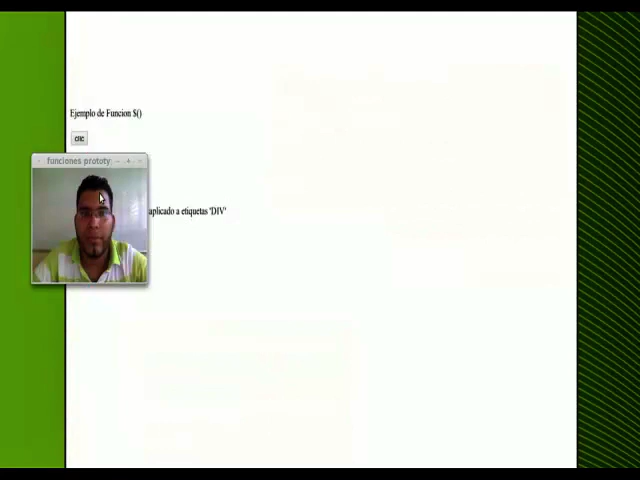 Ejemplo de Funcion $()
clic
funciones prototy
aplicado a etiquetas 'DIV'